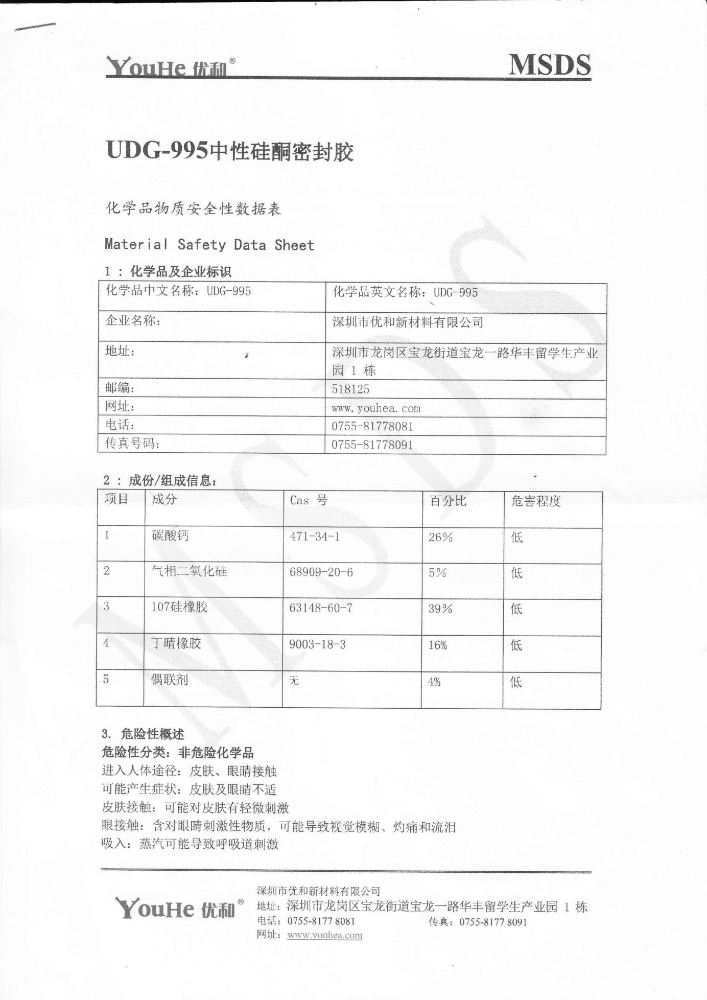 YouHe 优和®
MSDS
UDG-995中性硅酮密封胶
化学品物质安全性数据表
Material Safety Data Sheet
1 : 化学品及企业标识
化学品中文名称: UDG-995
化学品英文名称: UDG-995
企业名称:
深圳市优和新材料有限公司
地址:
深圳市龙岗区宝龙街道宝龙一路华丰留学生产业
园 1 栋
邮编:
518125
网址:
www.youhea.com
电话:
0755-81778081
传真号码:
0755-81778091
2 : 成份/组成信息:
项目 成分 Cas 号 百分比 危害程度
1 碳酸钙 471-34-1 26% 低
2 气相二氧化硅 68909-20-6 5% 低
3 107硅橡胶 63148-60-7 39% 低
4 丁晴橡胶 9003-18-3 16% 低
5 偶联剂 无 4% 低
3. 危险性概述
危险性分类: 非危险化学品
进入人体途径: 皮肤、眼睛接触
可能产生症状: 皮肤及眼睛不适
皮肤接触: 可能对皮肤有轻微刺激
眼接触: 含对眼睛刺激性物质，可能导致视觉模糊、灼痛和流泪
吸入: 蒸汽可能导致呼吸道刺激
MSDS
YouHe 优和®
深圳市优和新材料有限公司
地址: 深圳市龙岗区宝龙街道宝龙一路华丰留学生产业园 1 栋
电话: 0755-8177 8081 传真: 0755-8177 8091
网址: www.youhea.com